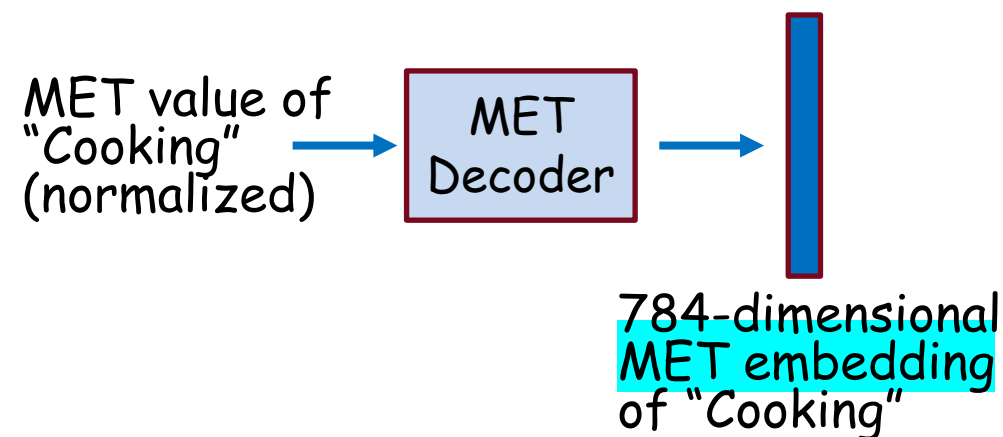 MET value of
"Cooking"
(normalized)
MET
Decoder
784-dimensional
MET embedding
of "Cooking"